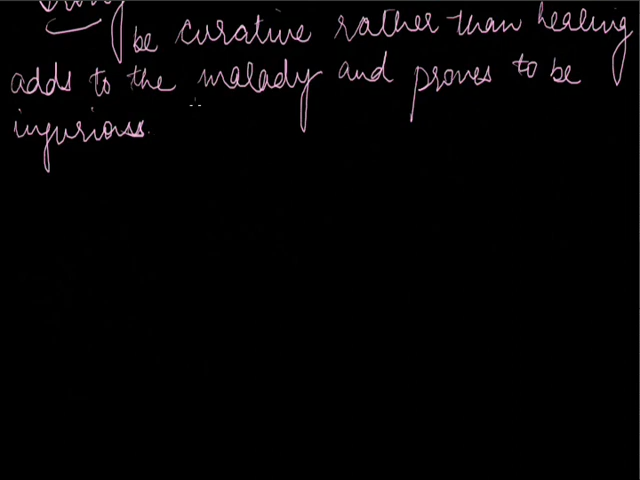 be curative rather than healing
adds to the malady and proves to be
injurious.